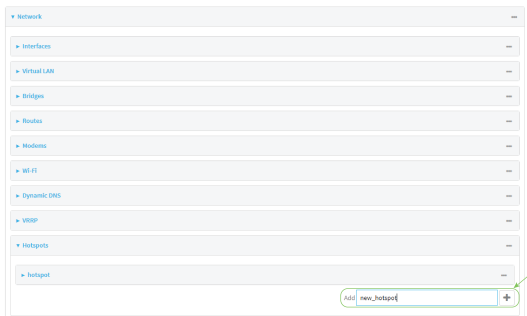 Network
Interfaces
Virtual LAN
Bridges
Routes
Modems
Wi-Fi
Dynamic DNS
VRRP
Hotspots
hotspot
Add new_hotspot